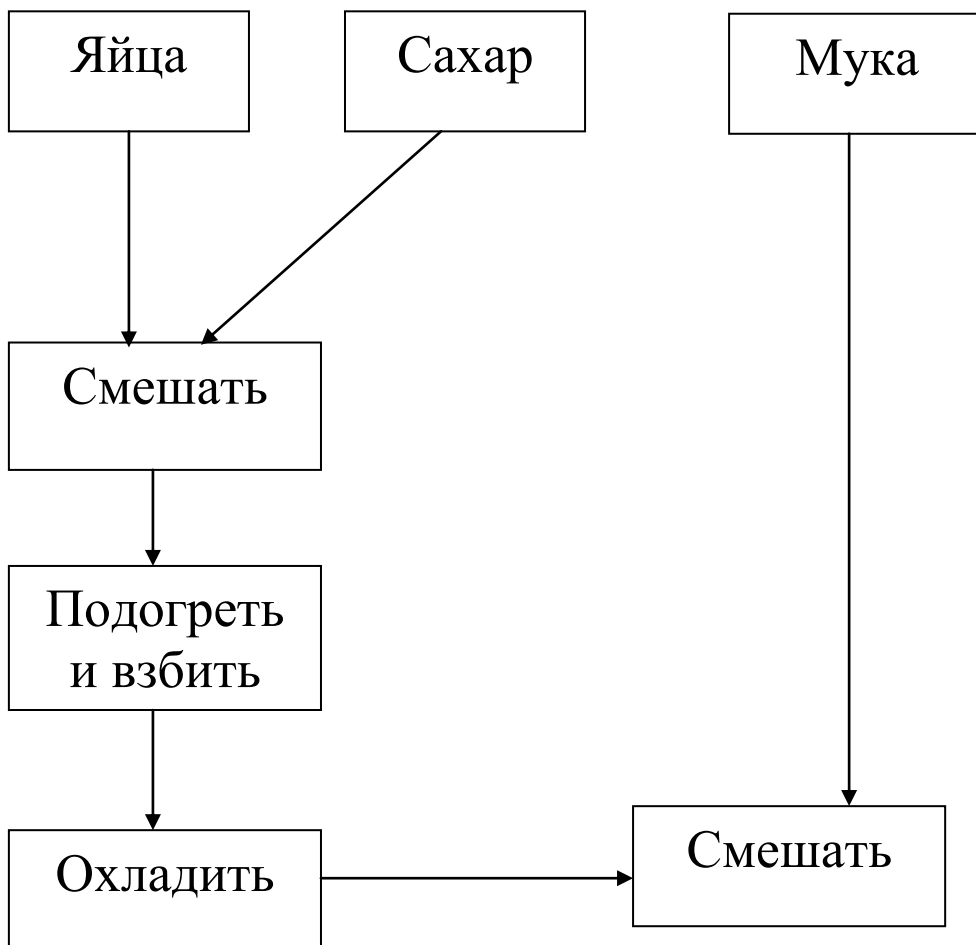 Яйца
Сахар
Мука
Смешать
Подогреть
и взбить
Охладить
Смешать